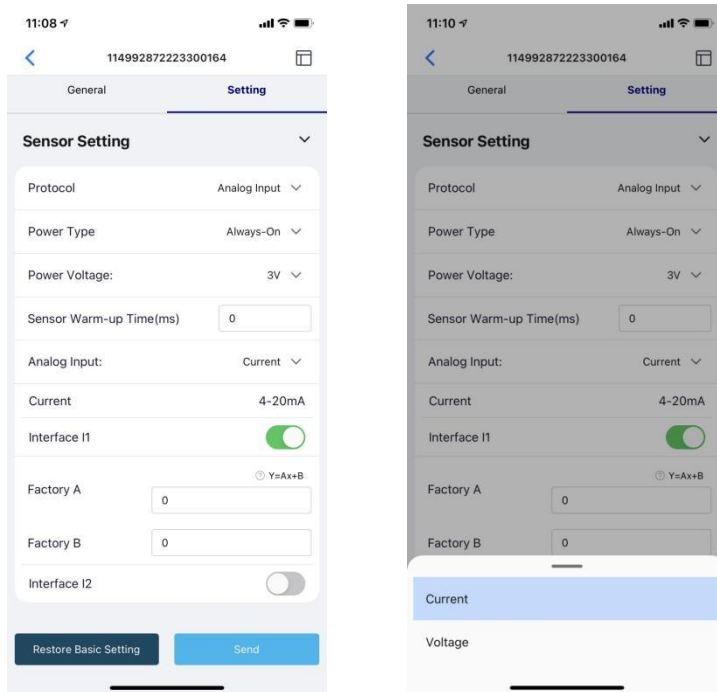 11:08
114992872223300164
General Setting
Sensor Setting
Protocol Analog Input
Power Type Always-On
Power Voltage: 3V
Sensor Warm-up Time(ms) 0
Analog Input: Current
Current 4-20mA
Interface I1
Y=Ax+B
Factory A 0
Factory B 0
Interface I2
Restore Basic Setting Send
11:10
114992872223300164
General Setting
Sensor Setting
Protocol Analog Input
Power Type Always-On
Power Voltage: 3V
Sensor Warm-up Time(ms) 0
Analog Input: Current
Current 4-20mA
Interface I1
Y=Ax+B
Factory A 0
Factory B 0
Current
Voltage